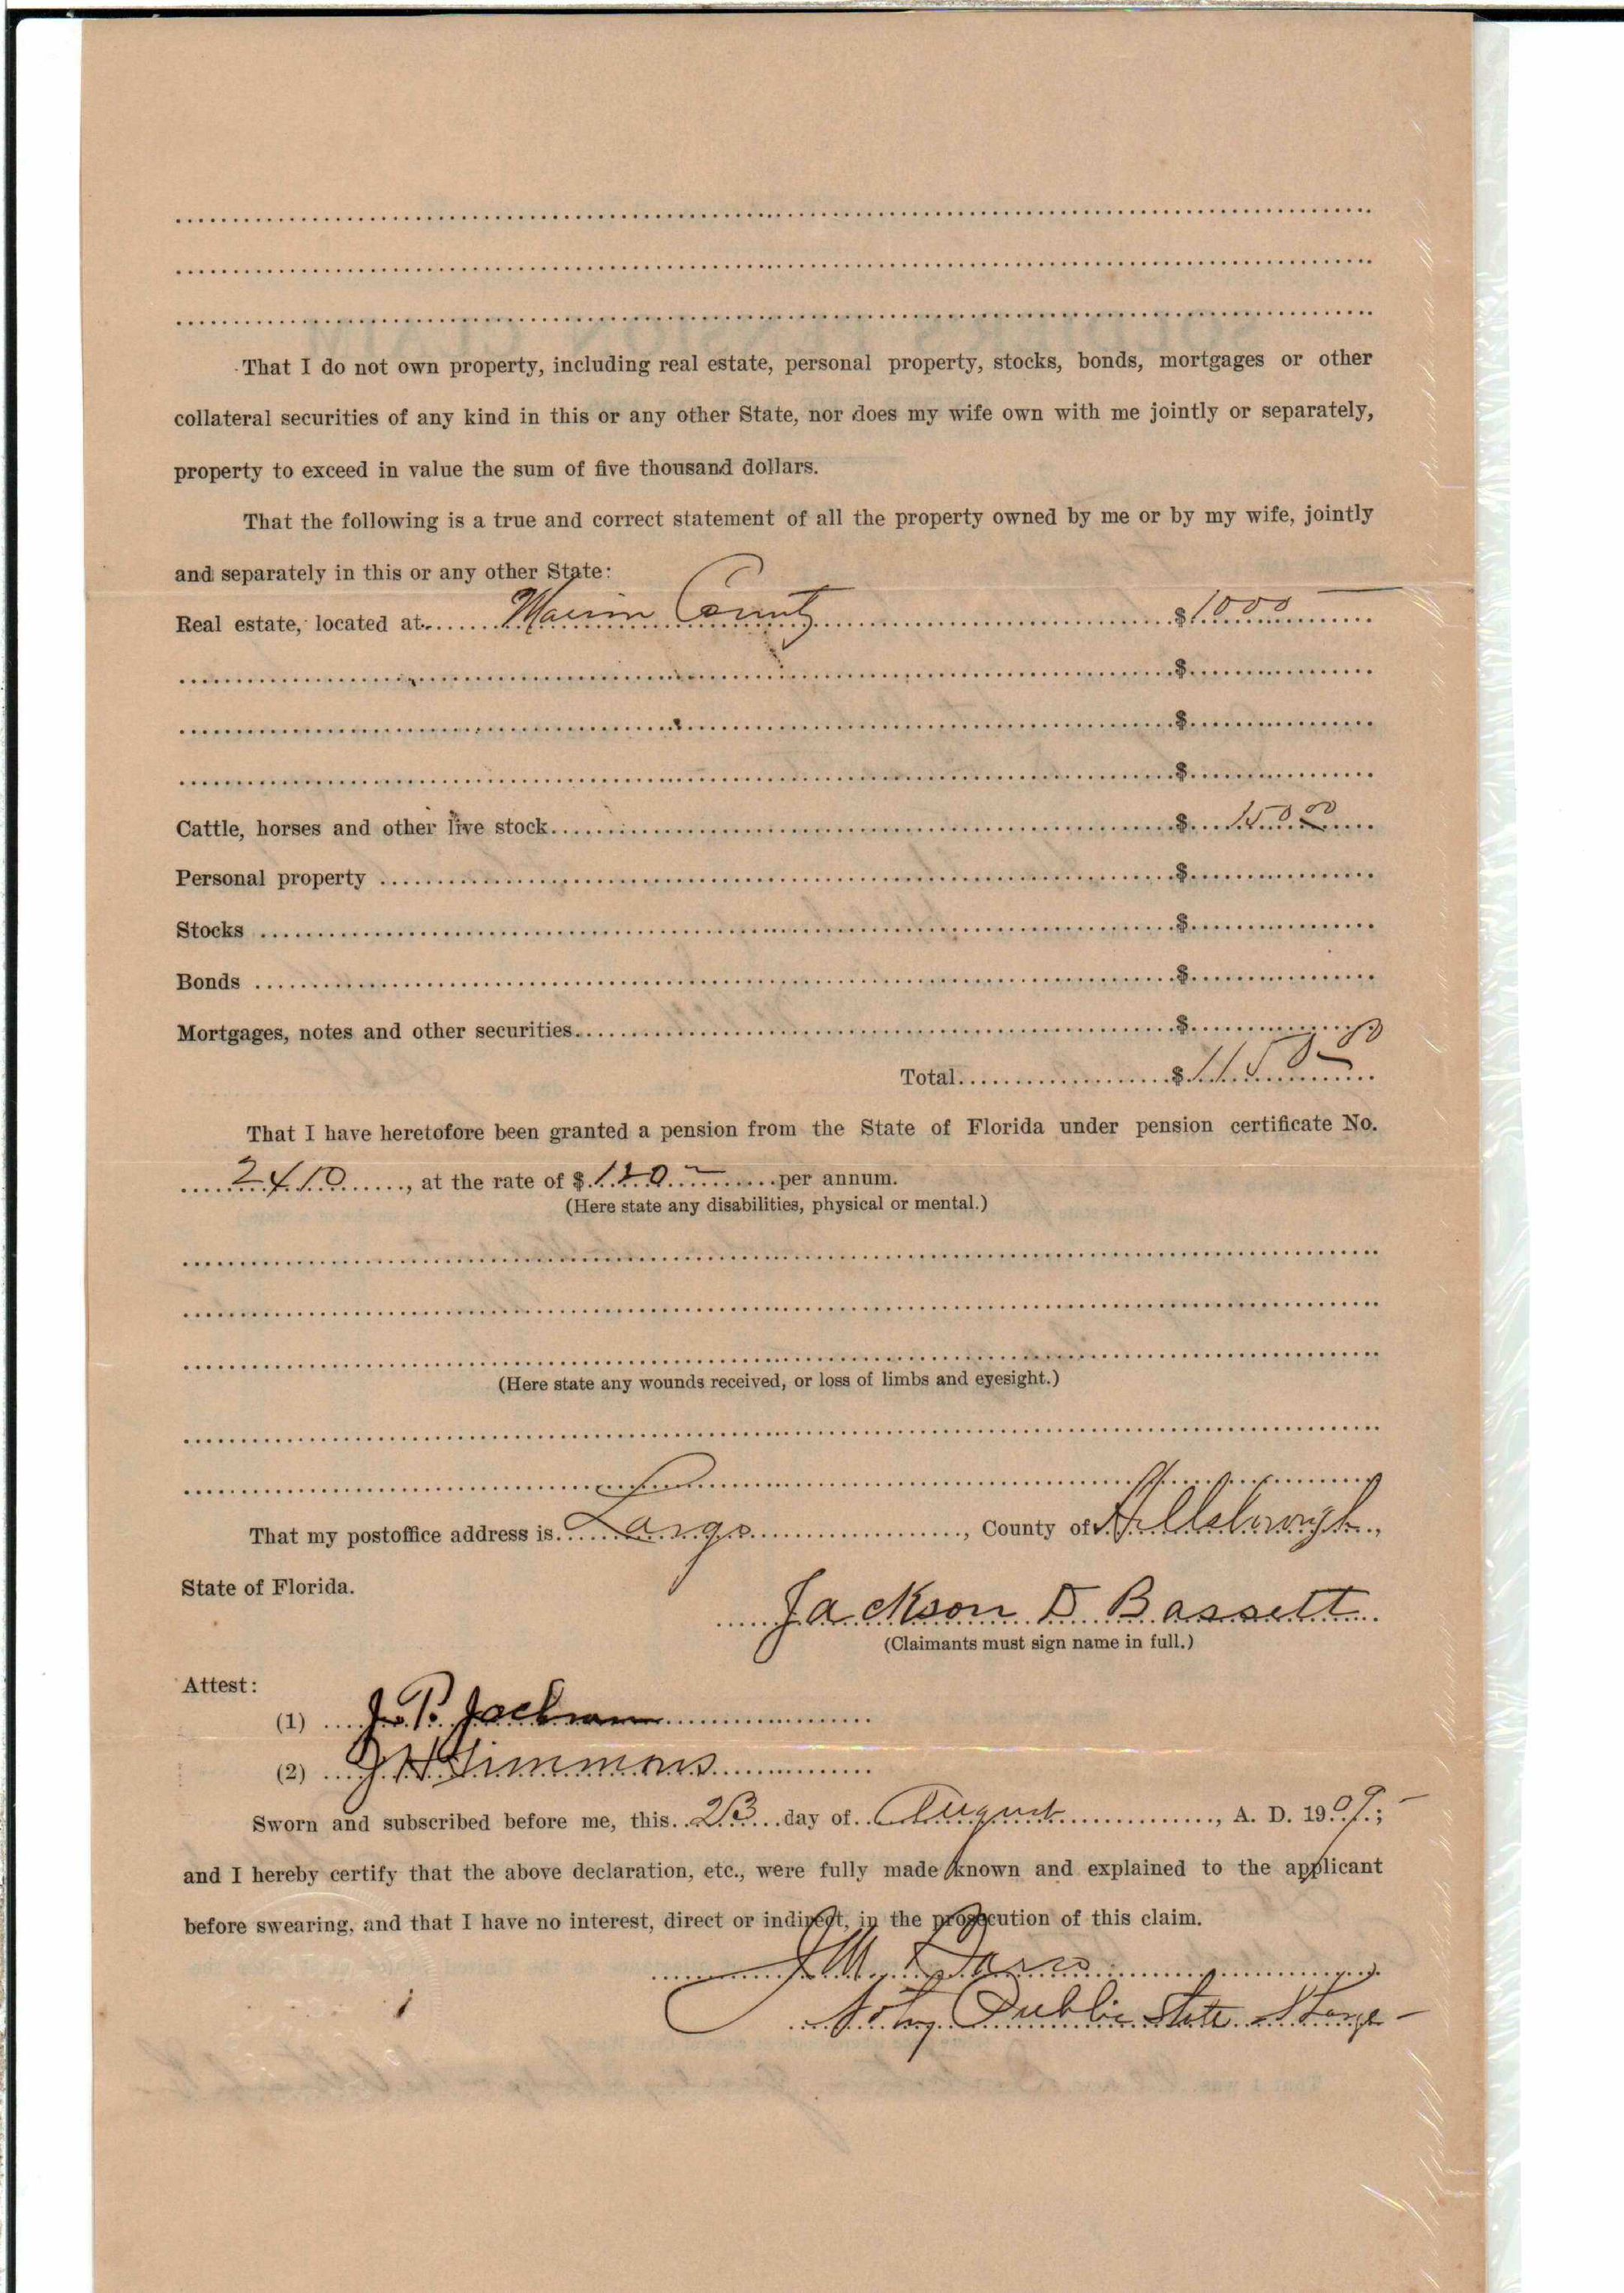 That I do not own property, including real estate, personal property, stocks, bonds, mortgages or other
collateral securities of any kind in this or any other State, nor does my wife own with me jointly or separately,
property to exceed in value the sum of five thousand dollars.
That the following is a true and correct statement of all the property owned by me or by my wife, jointly
and separately in this or any other State:
Real estate, located at Marion County $1000
$
$
$
Cattle, horses and other live stock $ 150 00
Personal property $
Stocks $
Bonds $
Mortgages, notes and other securities $
Total $1150 00
That I have heretofore been granted a pension from the State of Florida under pension certificate No.
2410, at the rate of $120 per annum.
(Here state any disabilities, physical or mental.)
(Here state any wounds received, or loss of limbs and eyesight.)
That my postoffice address is Largo, County of Hillsborough,
State of Florida.
Jackson D Bassett
(Claimants must sign name in full.)
Attest:
(1) J. P. Jackson
(2) J H Simmons
Sworn and subscribed before me, this 23 day of August, A. D. 1909;
and I hereby certify that the above declaration, etc., were fully made known and explained to the applicant
before swearing, and that I have no interest, direct or indirect, in the prosecution of this claim.
Notary Public State